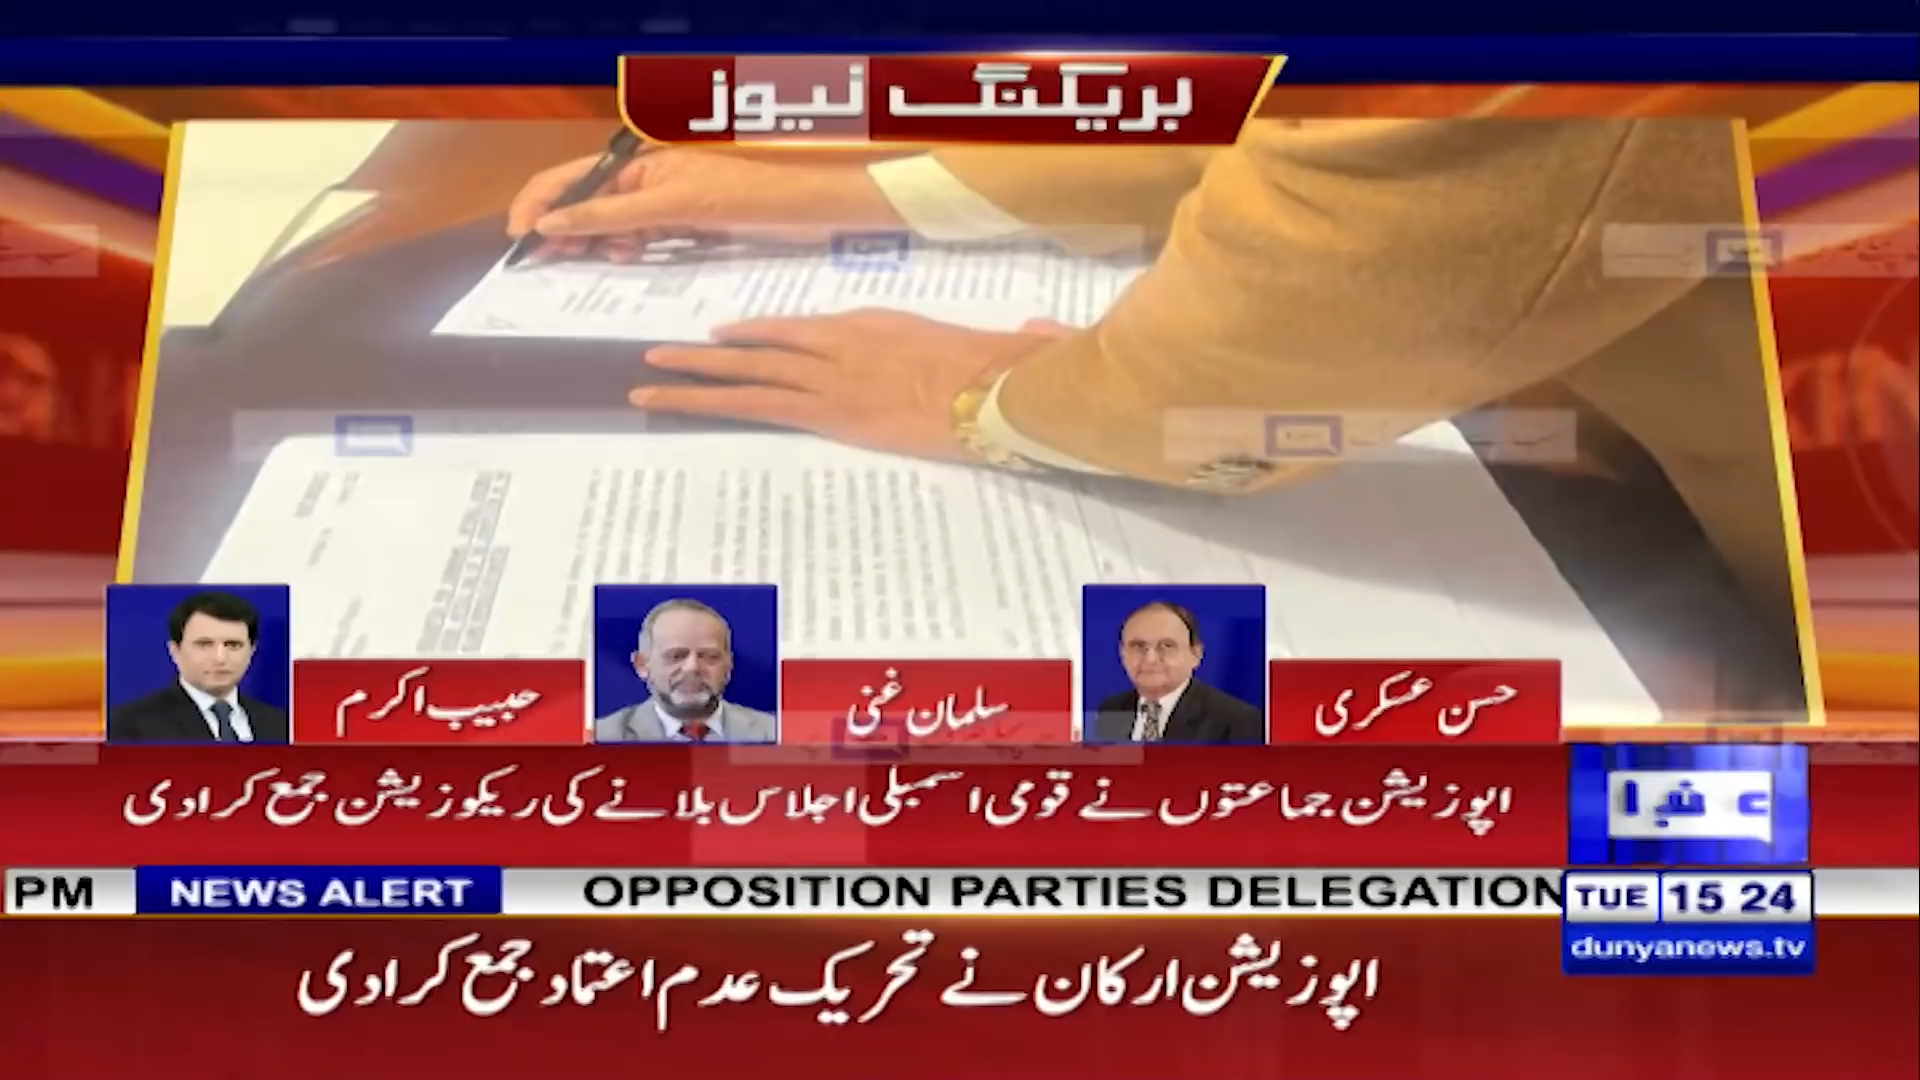 بریکنگ نیوز
حبیب اکرم
سلمان غنی
حسن عسکری
اپوزیشن جماعتوں نے قومی اسمبلی اجلاس بلانے کی ریکوزیشن جمع کرادی
PM NEWS ALERT OPPOSITION PARTIES DELEGATION
TUE 15 24
dunyanews.tv
اپوزیشن ارکان نے تحریک عدم اعتماد جمع کرادی